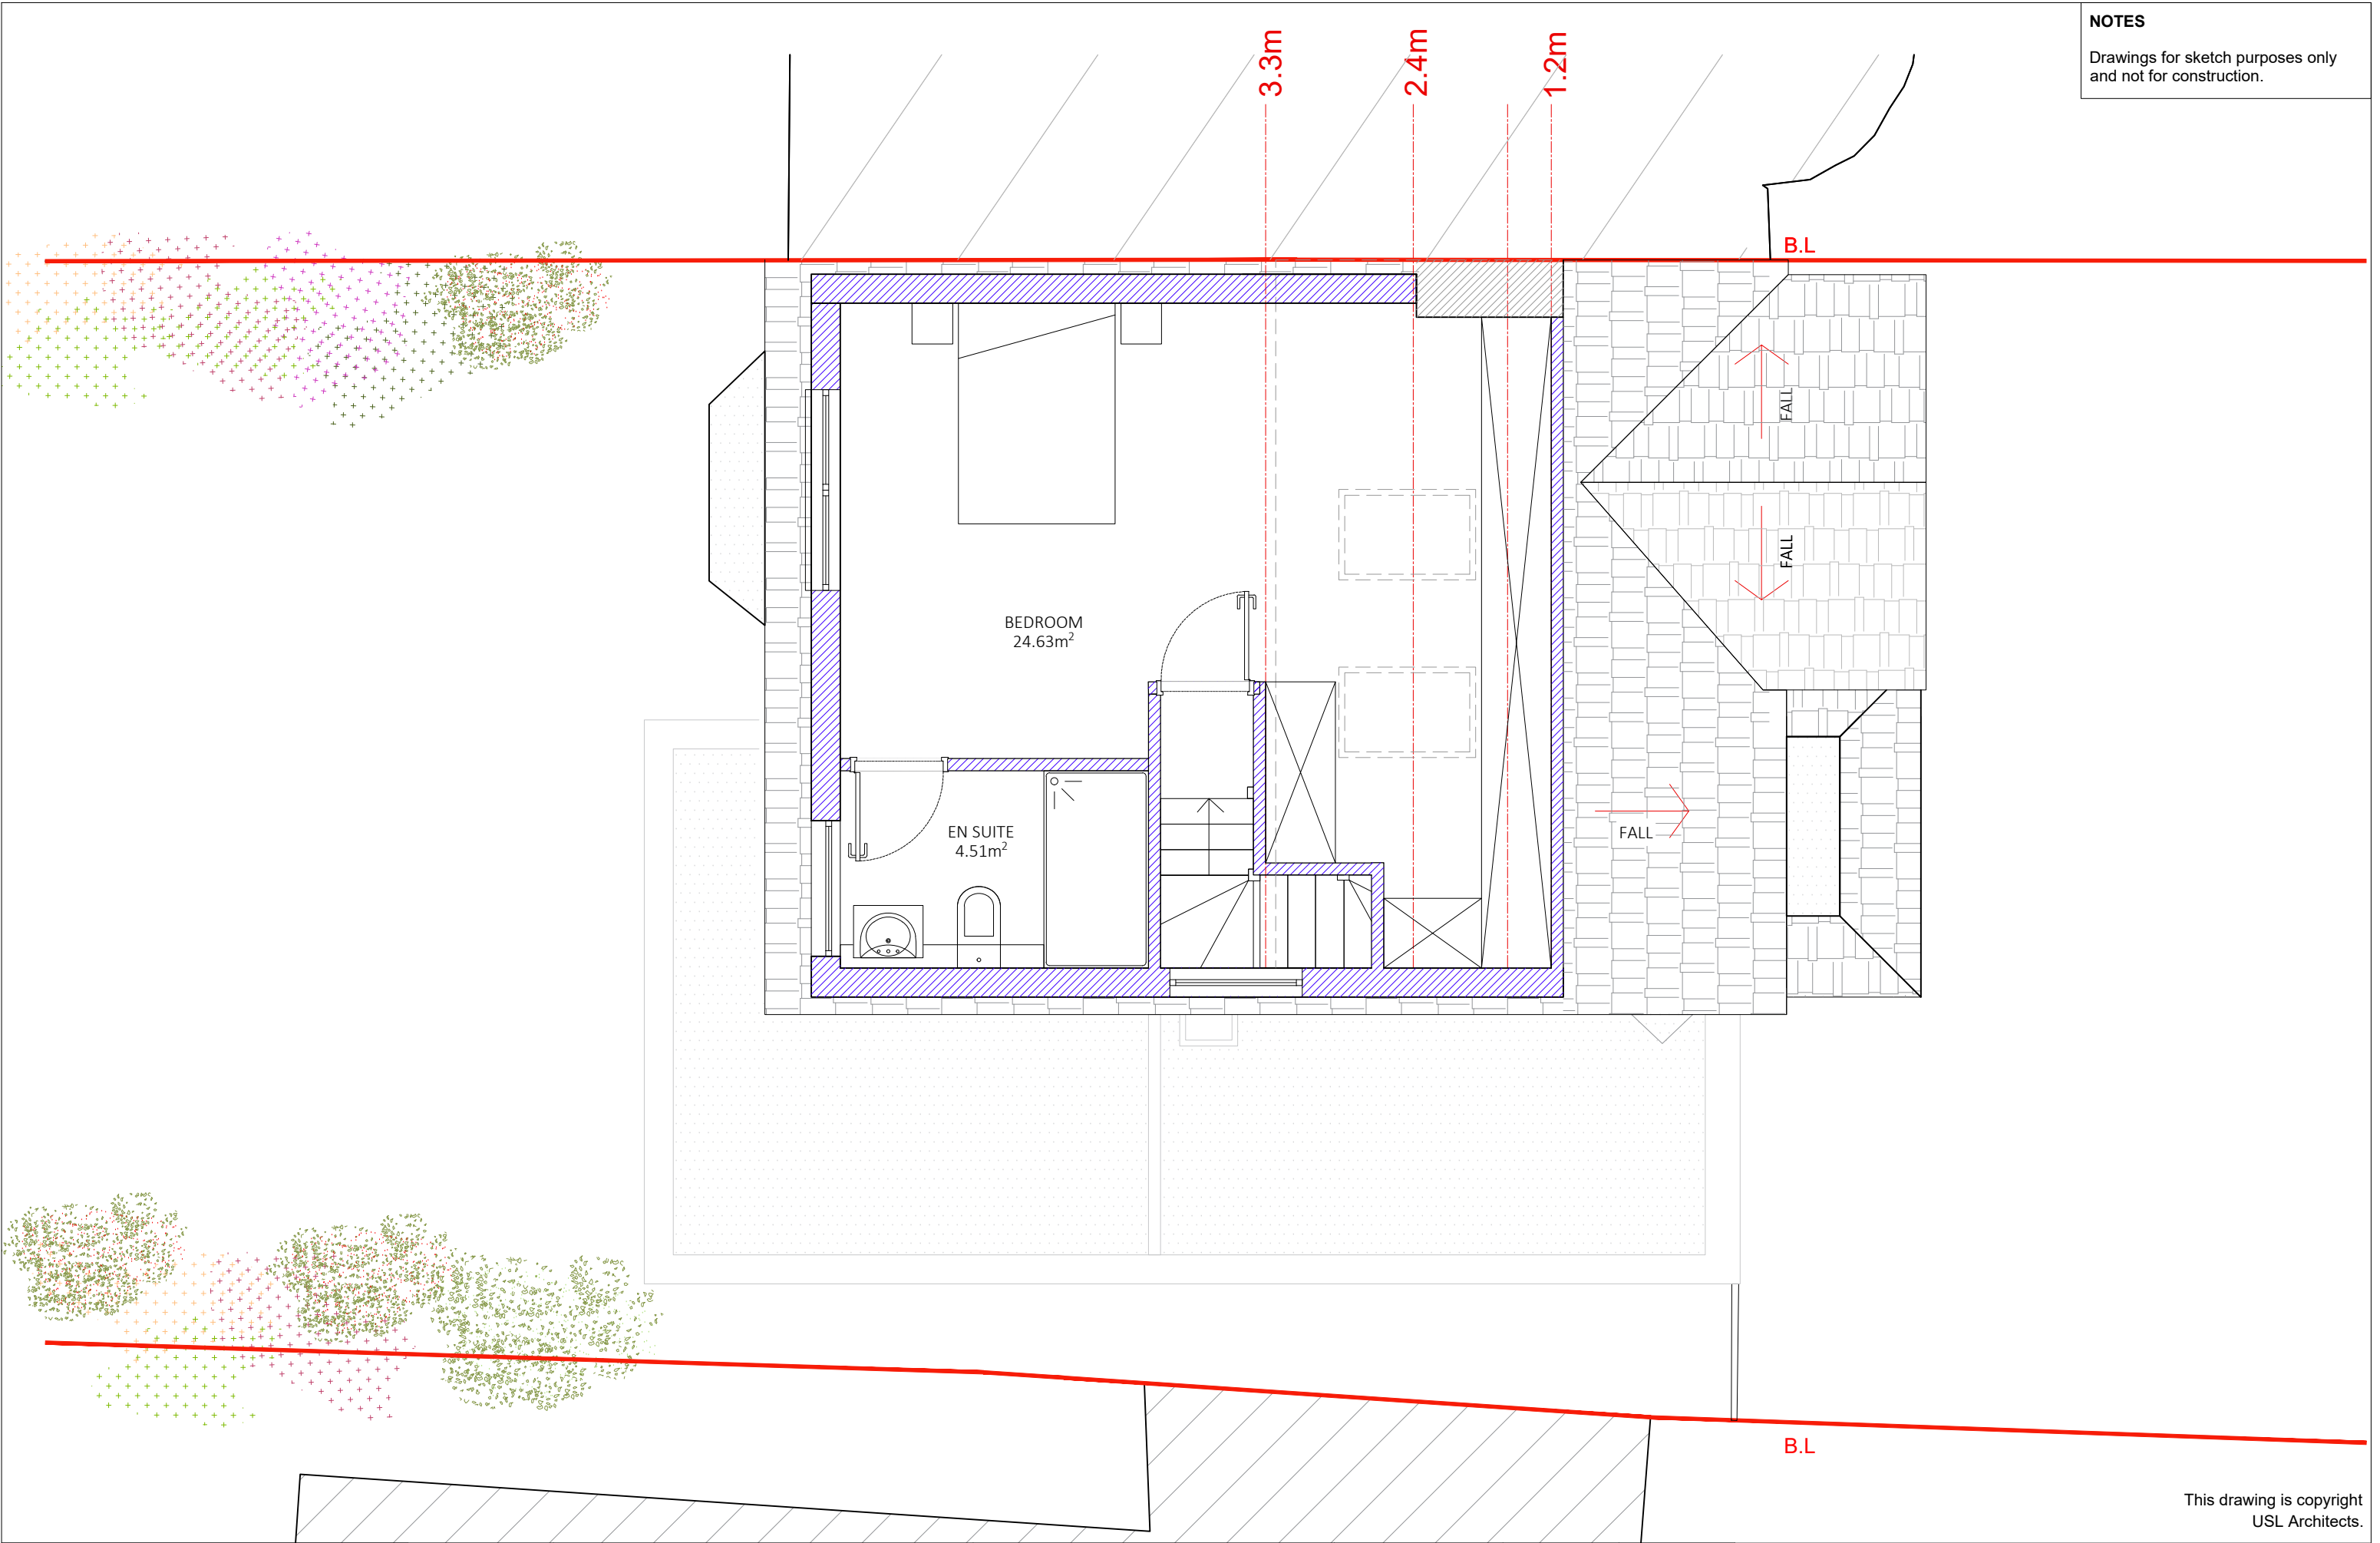 NOTES
Drawings for sketch purposes only
and not for construction.
3.3m
2.4m
1.2m
B.L
FALL
FALL
BEDROOM
24.63m²
EN SUITE
4.51m²
FALL
B.L
This drawing is copyright
USL Architects.